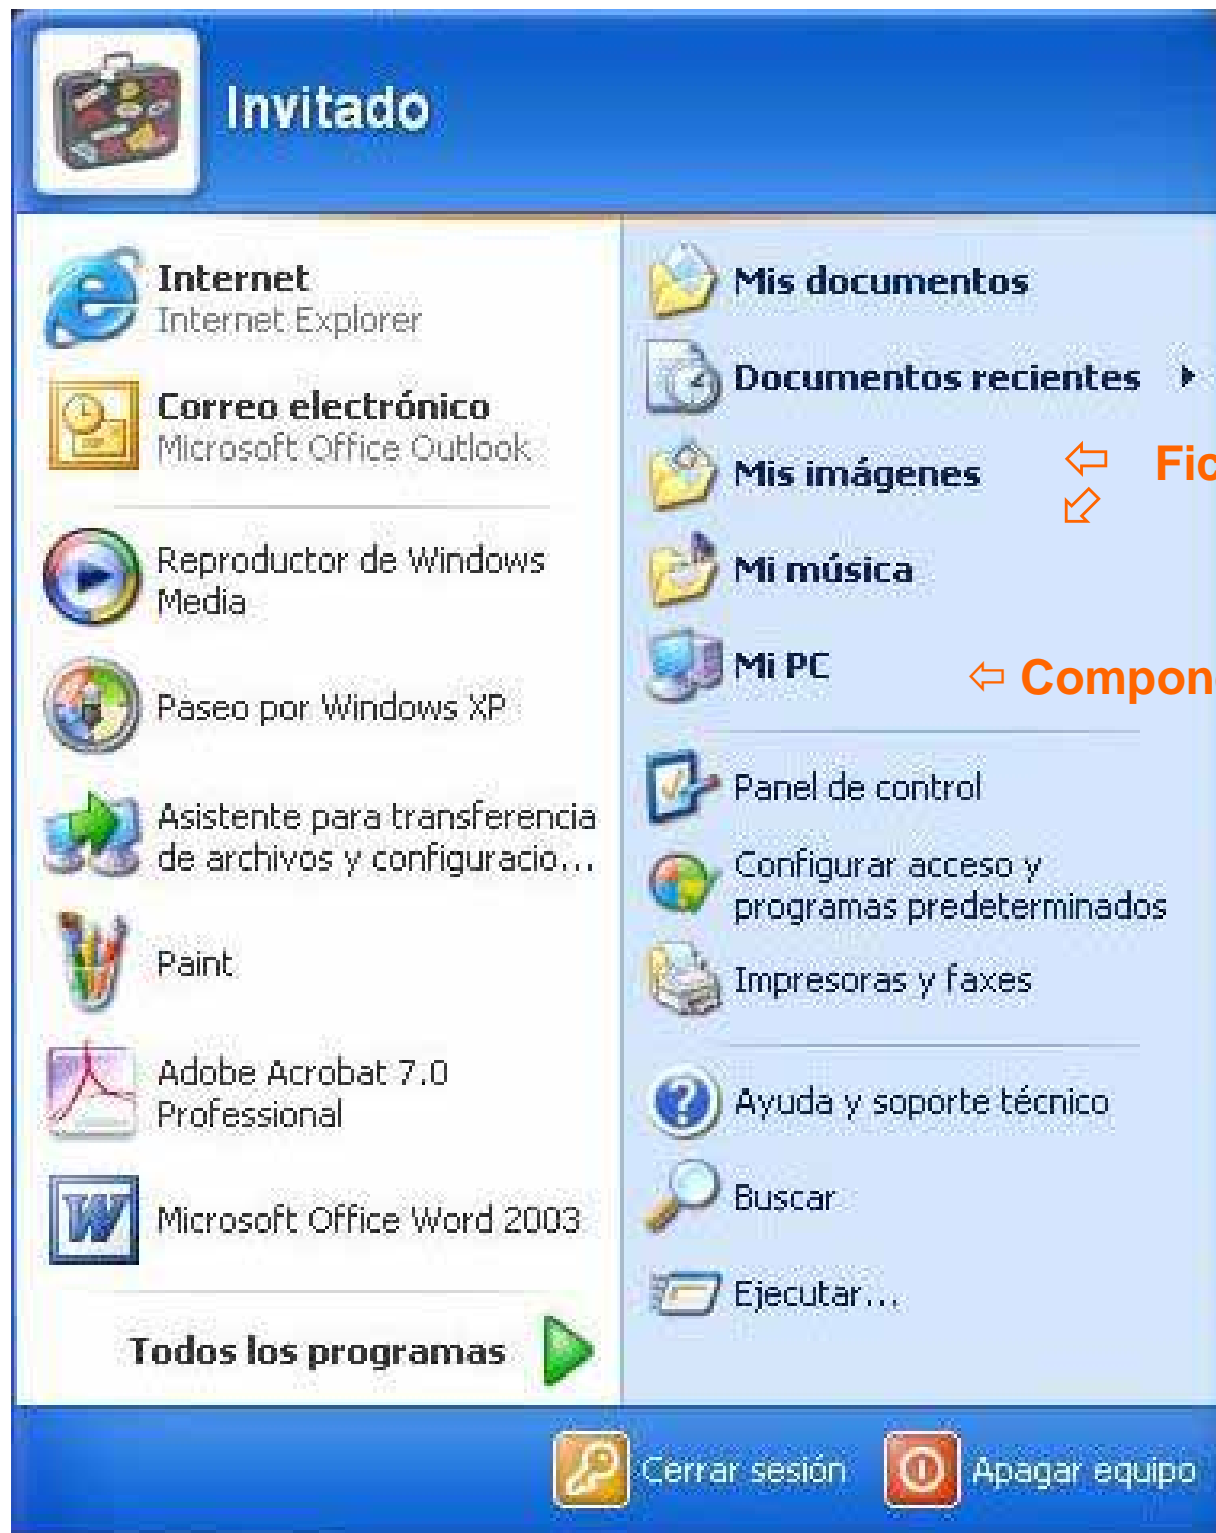 Invitado
Internet
Internet Explorer
Correo electrónico
Microsoft Office Outlook
Reproductor de Windows
Media
Paseo por Windows XP
Asistente para transferencia
de archivos y configuracio...
Paint
Adobe Acrobat 7.0
Professional
Microsoft Office Word 2003
Todos los programas
Mis documentos
Documentos recientes
Mis imágenes
Mi música
Mi PC
Panel de control
Configurar acceso y
programas predeterminados
Impresoras y faxes
Ayuda y soporte técnico
Buscar
Ejecutar...
Cerrar sesión
Apagar equipo